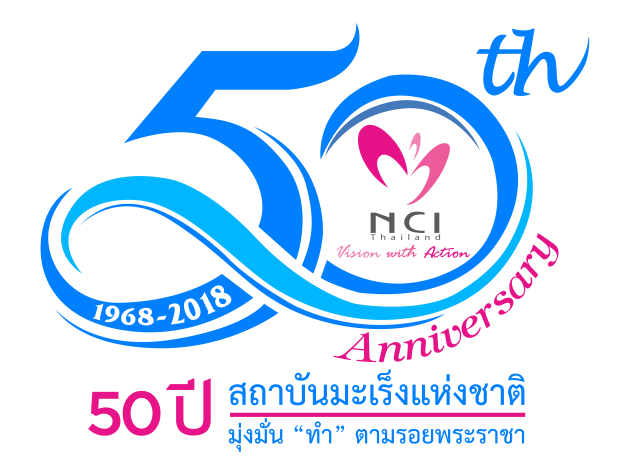 50th
NCI
Thailand
Vision with Action
1968-2018
Anniversary
50 ปี
สถาบันมะเร็งแห่งชาติ
มุ่งมั่น “ทำ” ตามรอยพระราชา